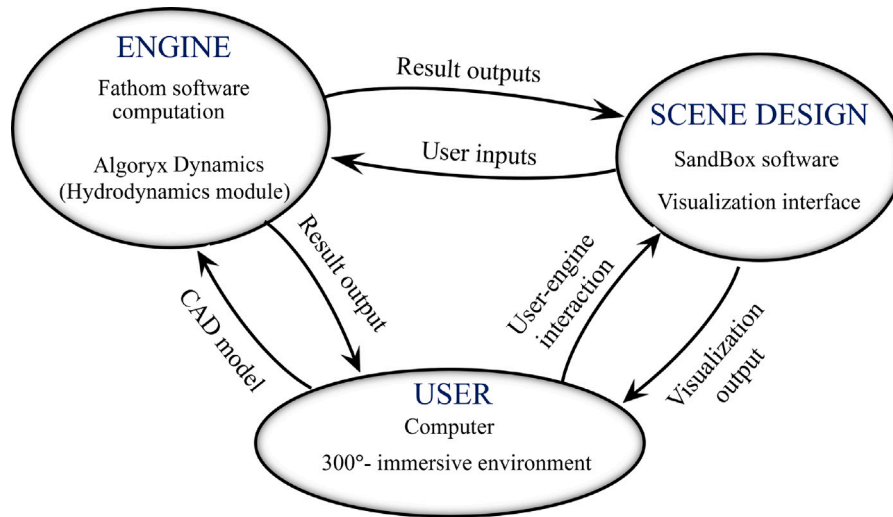 ENGINE
Fathom software
computation
Algoryx Dynamics
(Hydrodynamics module)
Result outputs
User inputs
SCENE DESIGN
SandBox software
Visualization interface
Result output
CAD model
User-engine
interaction
Visualization
output
USER
Computer
300°- immersive environment